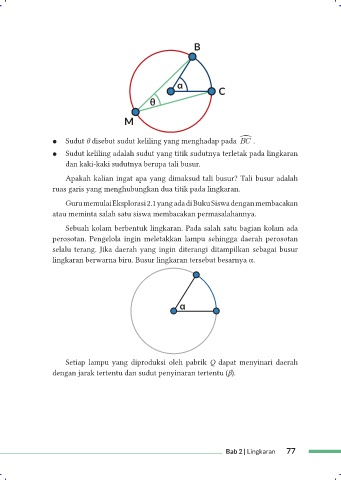 B
α
C
θ
M
● Sudut θ disebut sudut keliling yang menghadap pada BC .
● Sudut keliling adalah sudut yang titik sudutnya terletak pada lingkaran
dan kaki-kaki sudutnya berupa tali busur.
Apakah kalian ingat apa yang dimaksud tali busur? Tali busur adalah
ruas garis yang menghubungkan dua titik pada lingkaran.
Guru memulai Eksplorasi 2.1 yang ada di Buku Siswa dengan membacakan
atau meminta salah satu siswa membacakan permasalahannya.
Sebuah kolam berbentuk lingkaran. Pada salah satu bagian kolam ada
perosotan. Pengelola ingin meletakkan lampu sehingga daerah perosotan
selalu terang. Jika daerah yang ingin diterangi ditampilkan sebagai busur
lingkaran berwarna biru. Busur lingkaran tersebut besarnya α.
α
Setiap lampu yang diproduksi oleh pabrik Q dapat menyinari daerah
dengan jarak tertentu dan sudut penyinaran tertentu (β).
Bab 2 | Lingkaran 77